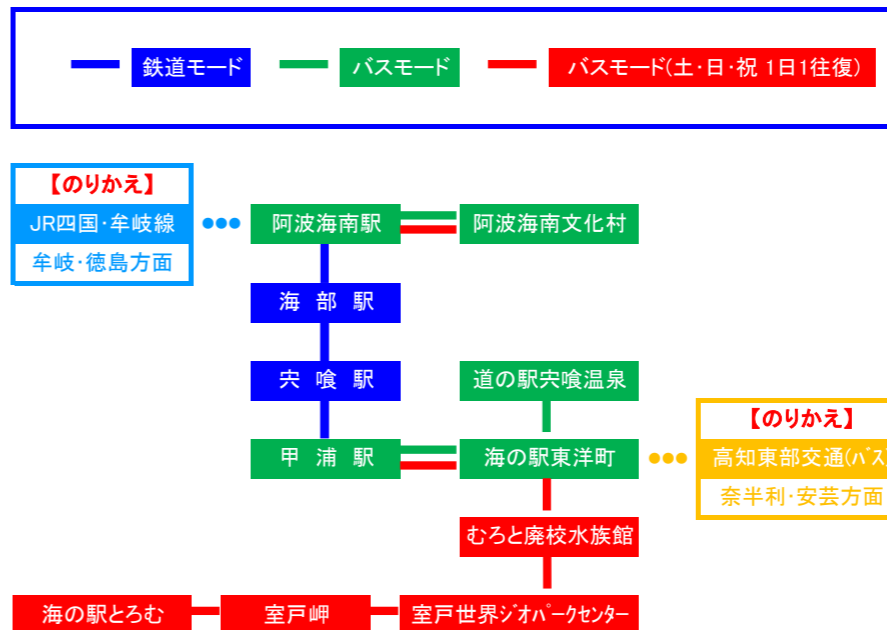 鉄道モード
バスモード
バスモード(土・日・祝 1日1往復)
【のりかえ】
JR四国・牟岐線
牟岐・徳島方面
阿波海南駅
阿波海南文化村
海 部 駅
宍 喰 駅
道の駅宍喰温泉
甲 浦 駅
海の駅東洋町
【のりかえ】
高知東部交通(バス)
奈半利・安芸方面
むろと廃校水族館
海の駅とろむ
室戸岬
室戸世界ジオパークセンター